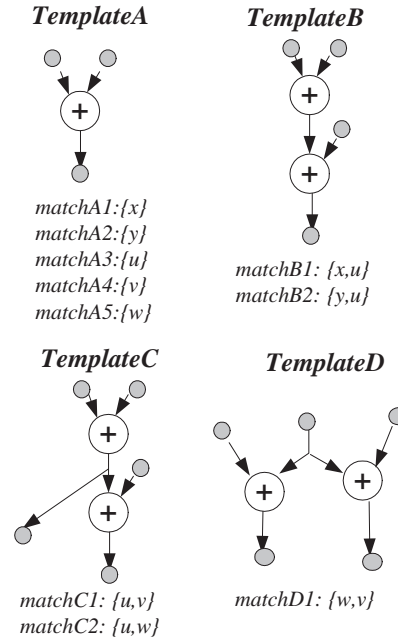 TemplateA
+
matchA1:{x}
matchA2:{y}
matchA3:{u}
matchA4:{v}
matchA5:{w}
TemplateB
+
+
matchB1: {x,u}
matchB2: {y,u}
TemplateC
+
+
matchC1: {u,v}
matchC2: {u,w}
TemplateD
+ +
matchD1: {w,v}